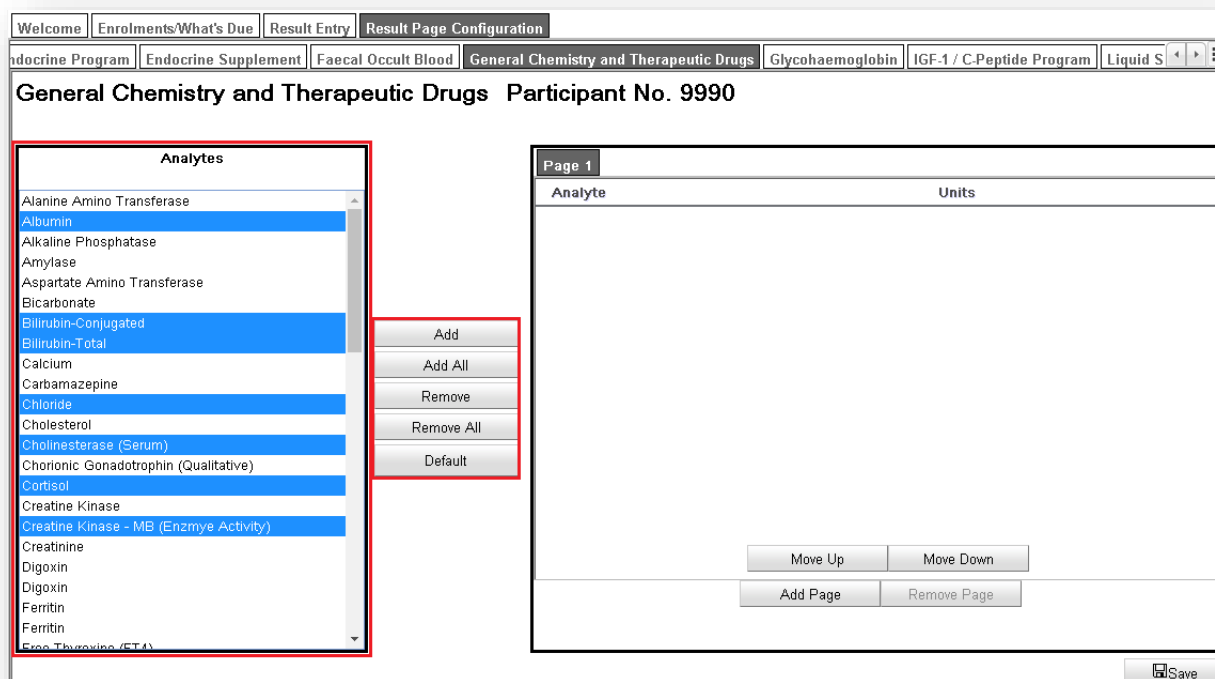 Welcome Enrolments/What's Due Result Entry Result Page Configuration
ndocrine Program Endocrine Supplement Faecal Occult Blood General Chemistry and Therapeutic Drugs Glycohaemoglobin IGF-1 / C-Peptide Program Liquid S
General Chemistry and Therapeutic Drugs Participant No. 9990
Analytes
Alanine Amino Transferase
Albumin
Alkaline Phosphatase
Amylase
Aspartate Amino Transferase
Bicarbonate
Bilirubin-Conjugated
Bilirubin-Total
Calcium
Carbamazepine
Chloride
Cholesterol
Cholinesterase (Serum)
Chorionic Gonadotrophin (Qualitative)
Cortisol
Creatine Kinase
Creatine Kinase - MB (Enzmye Activity)
Creatinine
Digoxin
Digoxin
Ferritin
Ferritin
Free Thyroxine (FT4)
Add
Add All
Remove
Remove All
Default
Page 1
Analyte Units
Move Up Move Down
Add Page Remove Page
Save